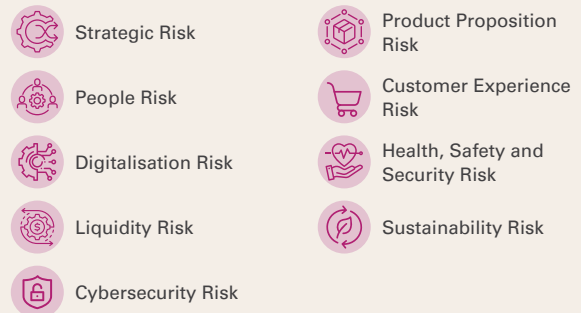 Strategic Risk
People Risk
Digitalisation Risk
Liquidity Risk
Cybersecurity Risk
Product Proposition
Risk
Customer Experience
Risk
Health, Safety and
Security Risk
Sustainability Risk